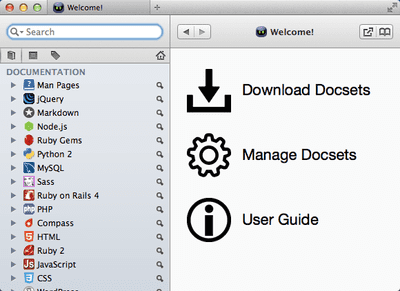 Welcome!
Search
Welcome!
DOCUMENTATION
Man Pages
jQuery
Markdown
Node.js
Ruby Gems
Python 2
MySQL
Sass
Ruby on Rails 4
PHP
Compass
HTML
Ruby 2
JavaScript
CSS
WordPress
Download Docsets
Manage Docsets
User Guide